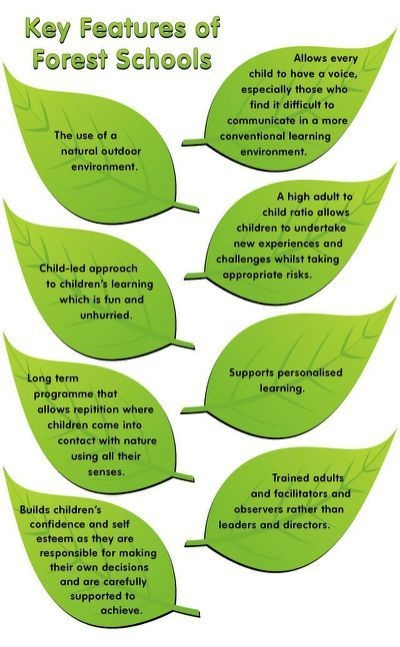 Key Features of
Forest Schools
The use of a
natural outdoor
environment.
Allows every
child to have a voice,
especially those who
find it difficult to
communicate in a more
conventional learning
environment.
Child-led approach
to children's learning
which is fun and
unhurried.
A high adult to
child ratio allows
children to undertake
new experiences and
challenges whilst taking
appropriate risks.
Long term
programme that
allows repitition where
children come into
contact with nature
using all their
senses.
Supports personalised
learning.
Builds children's
confidence and self
esteem as they are
responsible for making
their own decisions
and are carefully
supported to
achieve.
Trained adults
and facilitators and
observers rather than
leaders and directors.